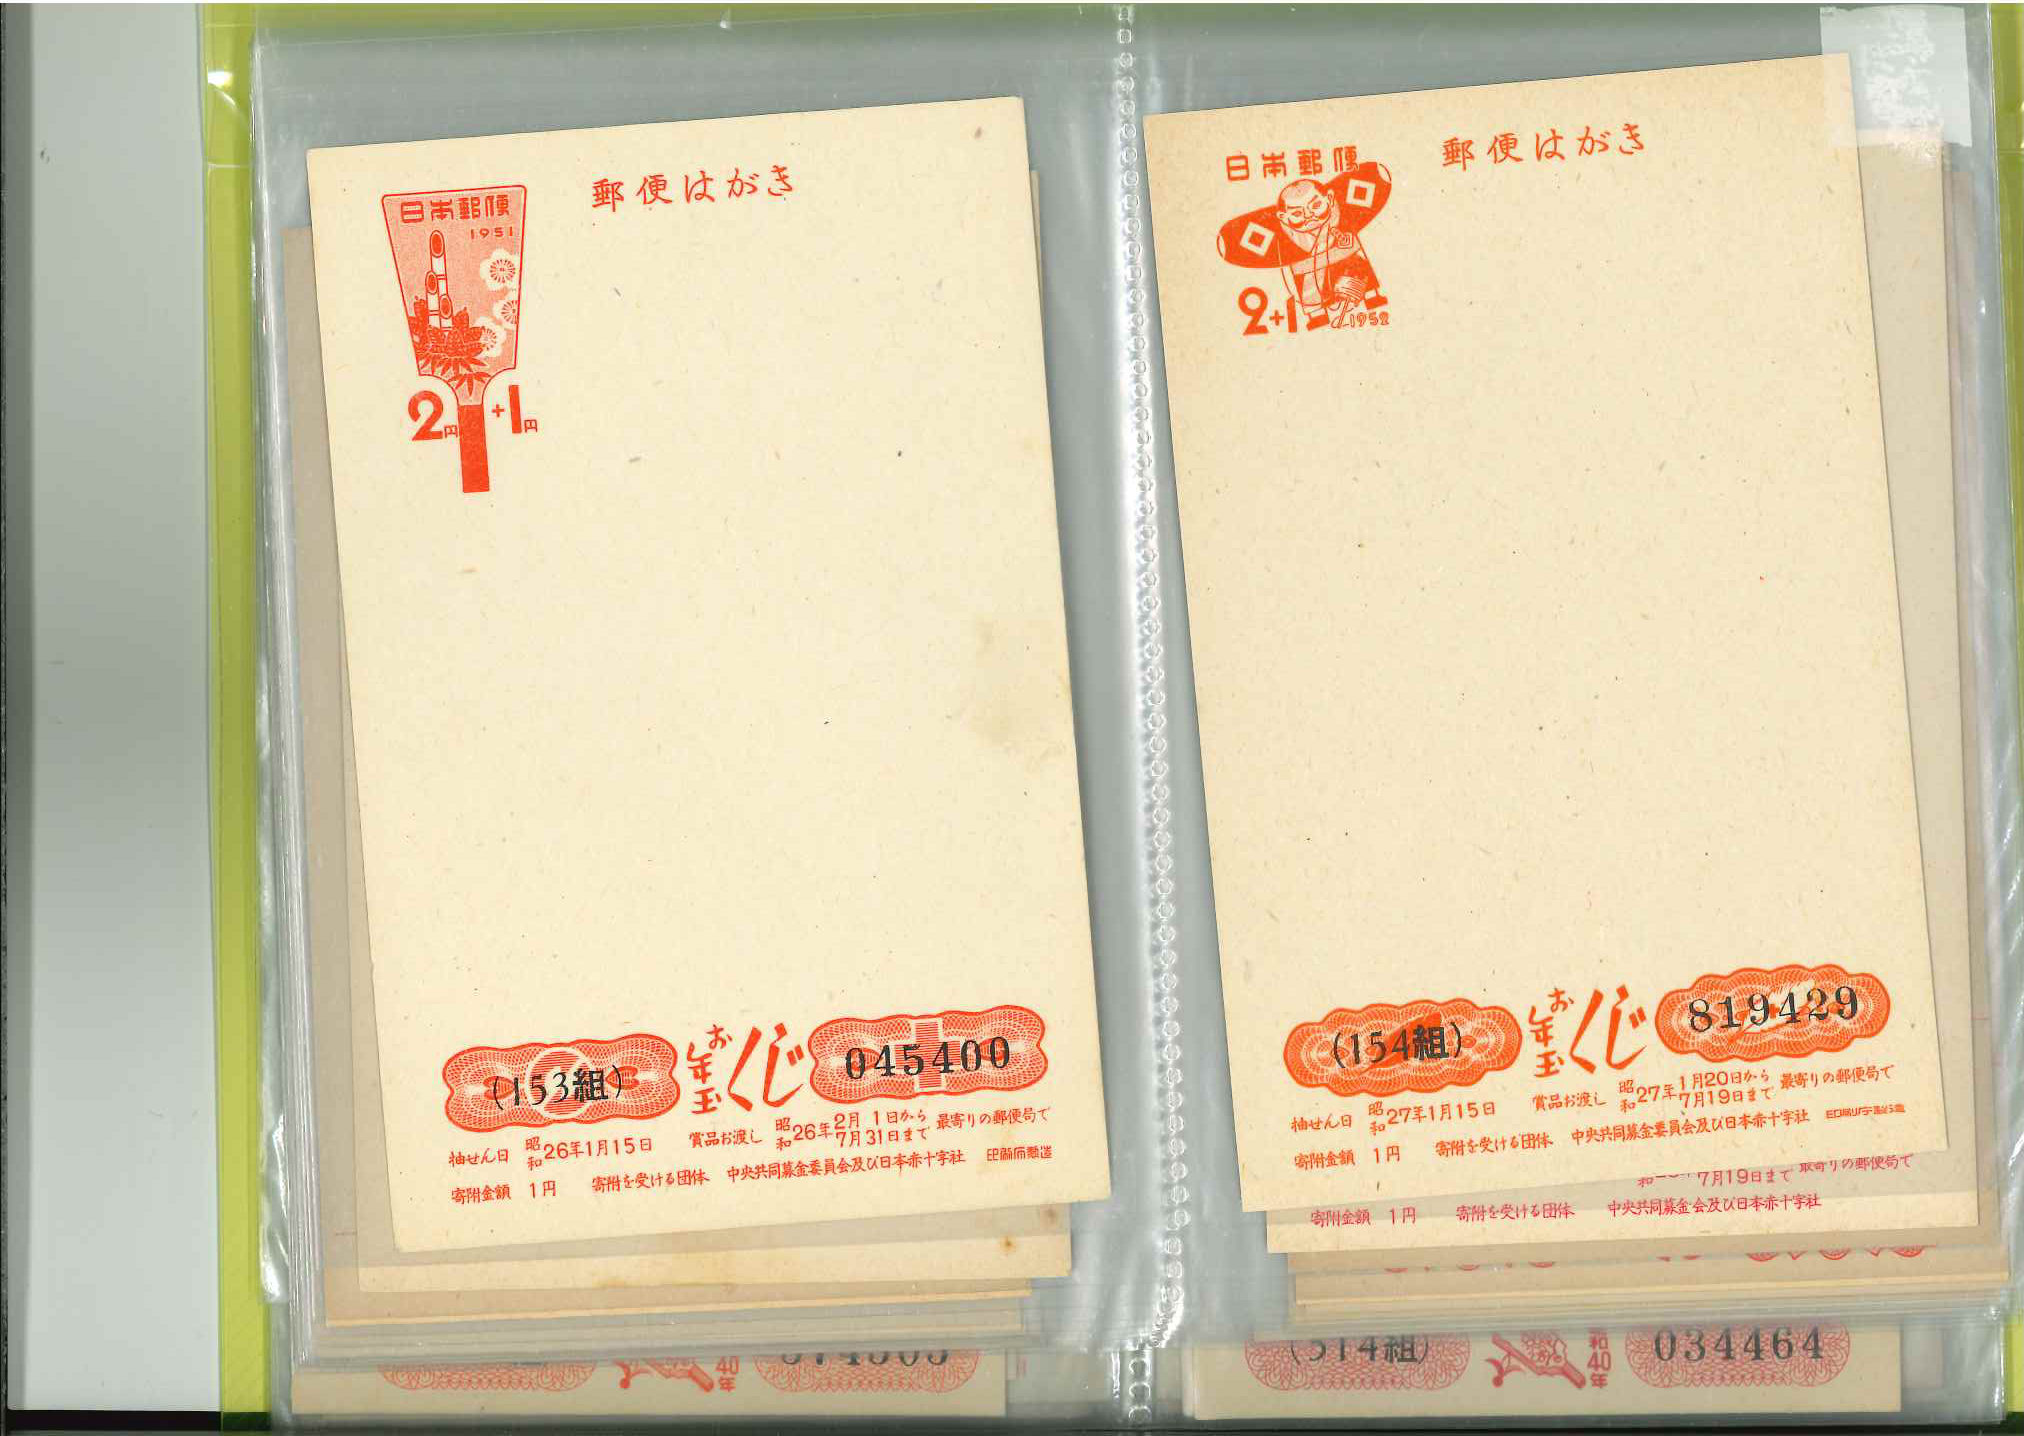 郵便はがき
日本郵便
1951
2円+1円
(153組)
お年玉くじ
045400
抽せん日 昭和26年1月15日 賞品お渡し 昭和26年2月1日から7月31日まで 最寄りの郵便局で
寄附金額 1円 寄附を受ける団体 中央共同募金委員会及び日本赤十字社 印刷庁製造
郵便はがき
日本郵便
2+1
1952
(154組)
お年玉くじ
819429
抽せん日 昭和27年1月15日 賞品お渡し 昭和27年1月20日から7月19日まで 最寄りの郵便局で
寄附金額 1円 寄附を受ける団体 中央共同募金委員会及び日本赤十字社 印刷庁製造
7月19日まで 最寄りの郵便局で
寄附金額 1円 寄附を受ける団体 中央共同募金会及び日本赤十字社
40年
574505
(514組)
和40年
034464